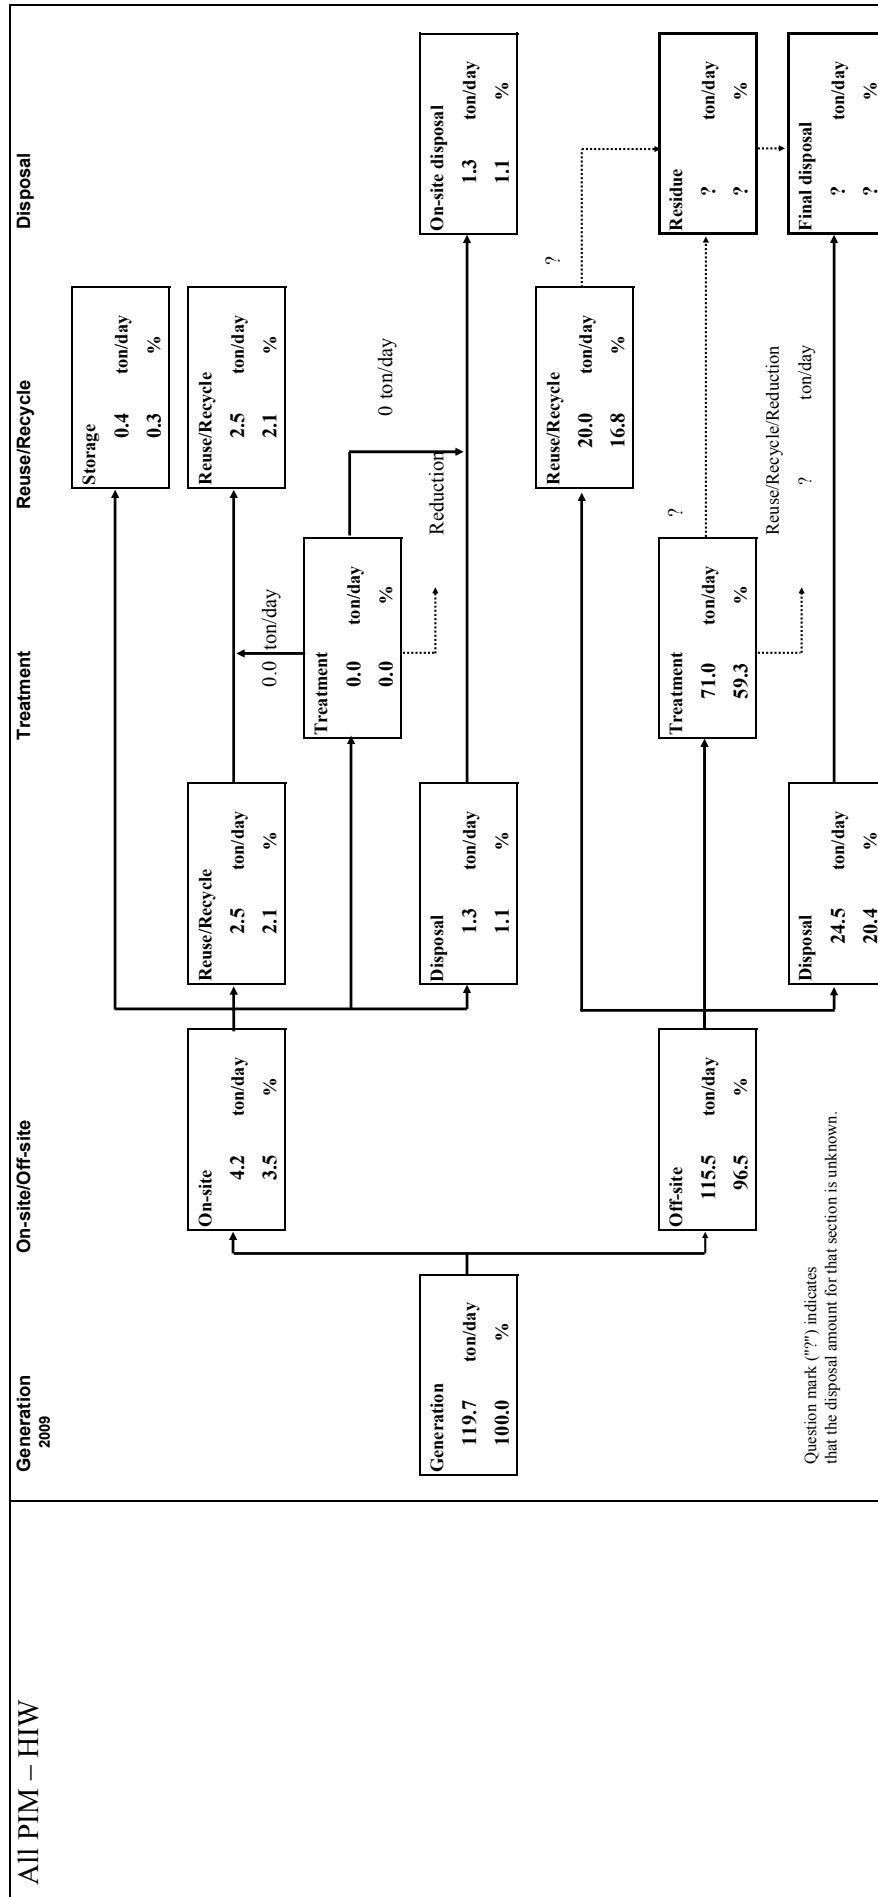 All PIM – HIW
Generation On-site/Off-site Treatment Reuse/Recycle Disposal
2009
Storage
0.4 ton/day
0.3 %
On-site
4.2 ton/day
3.5 %
Reuse/Recycle
2.5 ton/day
2.1 %
Reuse/Recycle
2.5 ton/day
2.1 %
0.0 ton/day
Treatment
0.0 ton/day
0.0 %
0 ton/day
Reduction
Generation
119.7 ton/day
100.0 %
Disposal
1.3 ton/day
1.1 %
On-site disposal
1.3 ton/day
1.1 %
Reuse/Recycle
20.0 ton/day
16.8 %
?
Off-site
115.5 ton/day
96.5 %
Treatment
71.0 ton/day
59.3 %
?
Residue
? ton/day
? %
Reuse/Recycle/Reduction
? ton/day
Disposal
24.5 ton/day
20.4 %
Final disposal
? ton/day
? %
Question mark ("?") indicates
that the disposal amount for that section is unknown.